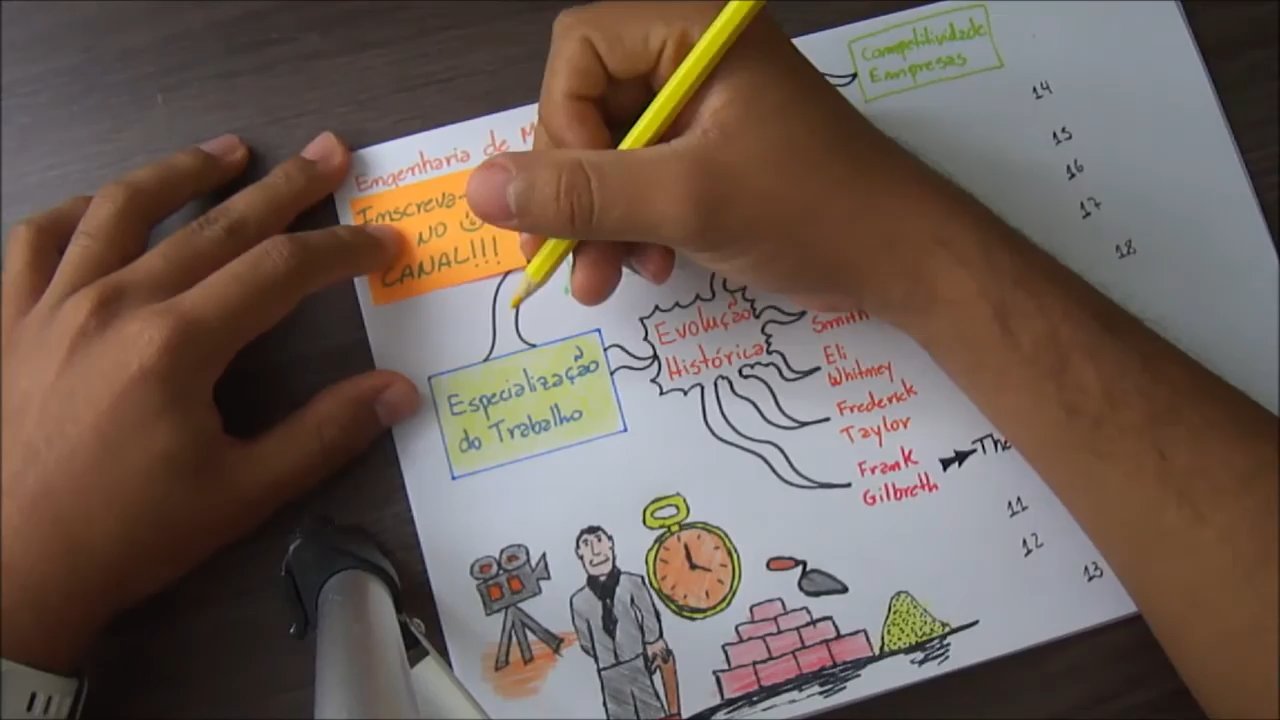 Competitividade
Empresas
Engenharia de M
Inscreva-
NO
CANAL!!!
Evolução
Histórica
Smith
Eli
Whitney
Frederick
Taylor
Frank
Gilbreth
The
Especialização
do Trabalho
14
15
16
17
18
11
12
13